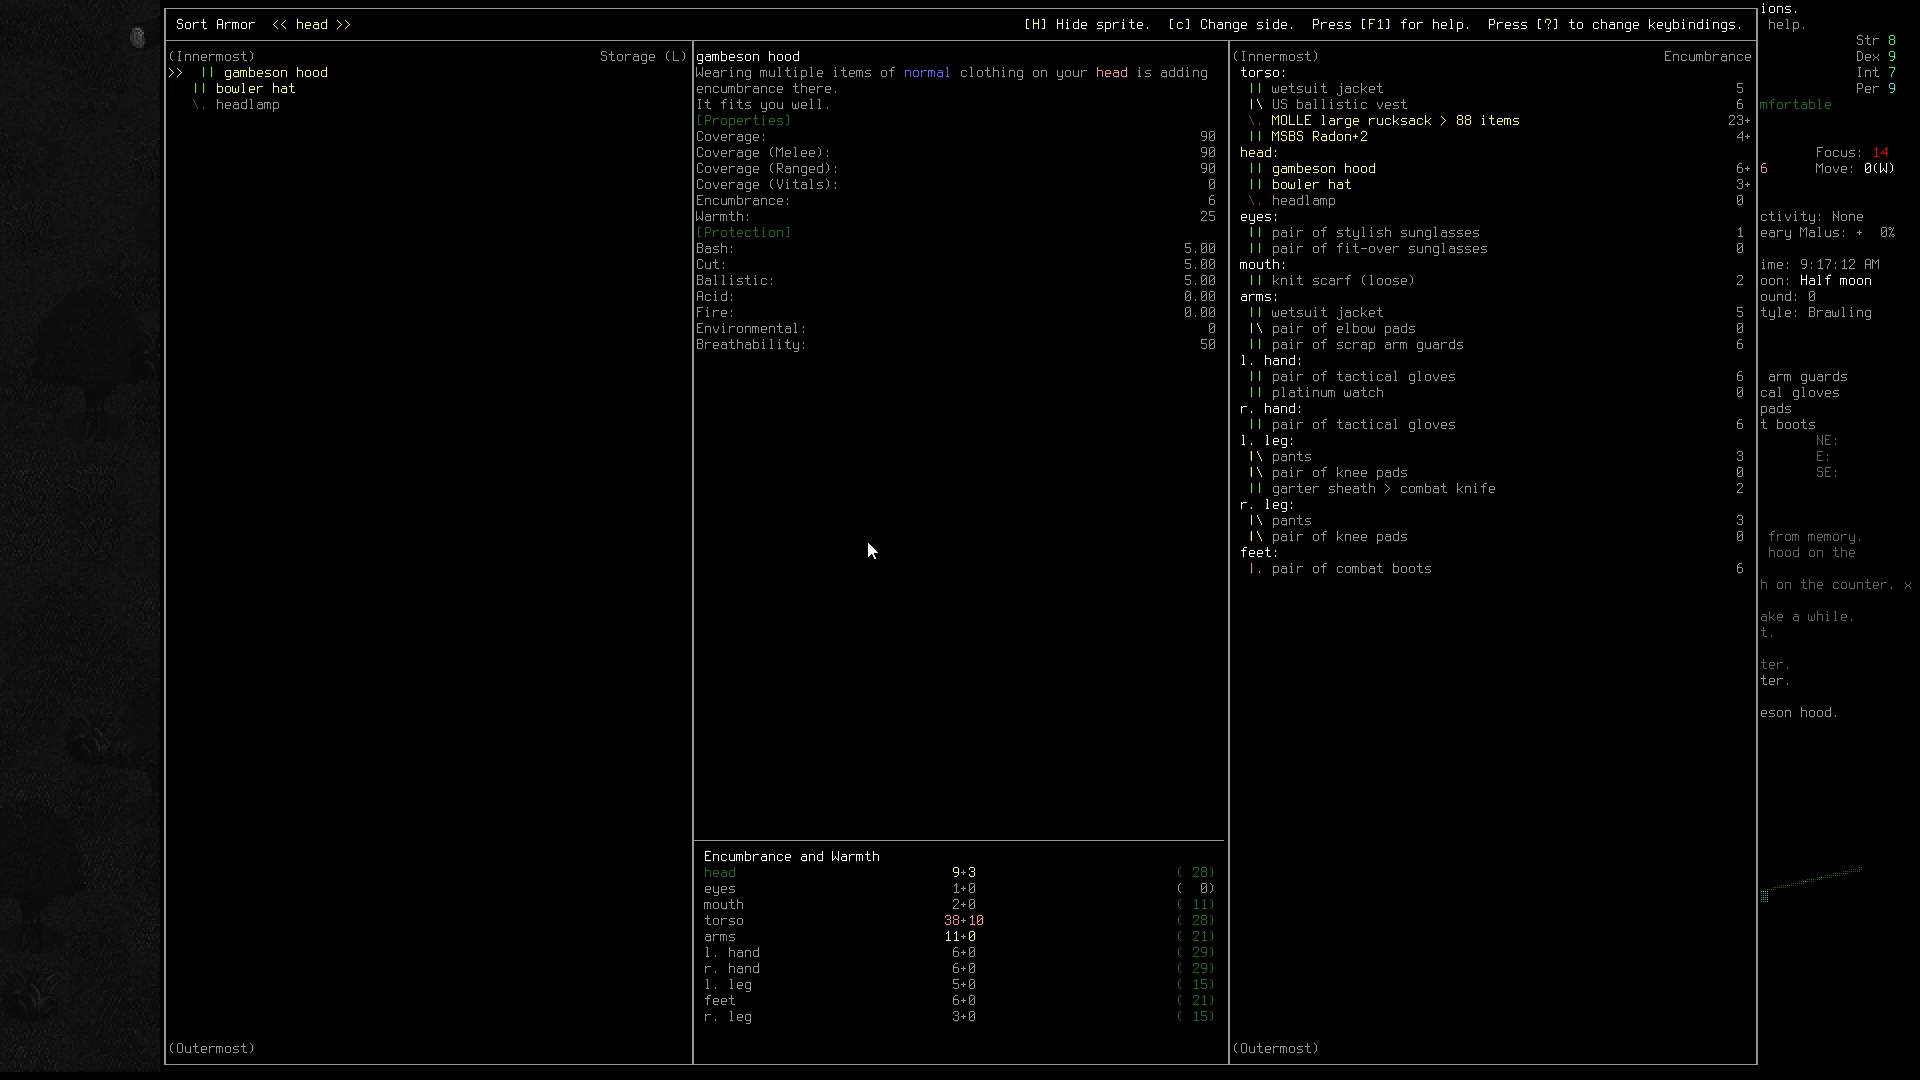 Sort Armor  << head >>  [H] Hide sprite.  [c] Change side.  Press [F1] for help.  Press [?] to change keybindings.
(Innermost)  Storage (L)
>>  || gambeson hood
|| bowler hat
\. headlamp
(Outermost)
gambeson hood
Wearing multiple items of normal clothing on your head is adding
encumbrance there.
It fits you well.
[Properties]
Coverage:  90
Coverage (Melee):  90
Coverage (Ranged):  90
Coverage (Vitals):  0
Encumbrance:  6
Warmth:  25
[Protection]
Bash:  5.00
Cut:  5.00
Ballistic:  5.00
Acid:  0.00
Fire:  0.00
Environmental:  0
Breathability:  50
Encumbrance and Warmth
head  9+3  ( 28)
eyes  1+0  (  0)
mouth  2+0  ( 11)
torso  38+10  ( 28)
arms  11+0  ( 21)
l. hand  6+0  ( 29)
r. hand  6+0  ( 29)
l. leg  5+0  ( 15)
feet  6+0  ( 21)
r. leg  3+0  ( 15)
(Innermost)  Encumbrance
torso:
|| wetsuit jacket  5
|\ US ballistic vest  6
\. MOLLE large rucksack > 88 items  23+
|| MSBS Radon+2  4+
head:
|| gambeson hood  6+
|| bowler hat  3+
\. headlamp  0
eyes:
|| pair of stylish sunglasses  1
|| pair of fit-over sunglasses  0
mouth:
|| knit scarf (loose)  2
arms:
|| wetsuit jacket  5
|\ pair of elbow pads  0
|| pair of scrap arm guards  6
l. hand:
|| pair of tactical gloves  6
|| platinum watch  0
r. hand:
|| pair of tactical gloves  6
l. leg:
|\ pants  3
|\ pair of knee pads  0
|| garter sheath > combat knife  2
r. leg:
|\ pants  3
|\ pair of knee pads  0
feet:
|. pair of combat boots  6
(Outermost)
ions.
help.
Str 8
Dex 9
Int 7
Per 9
mfortable
Focus: 14
6  Move: 0(W)
ctivity: None
eary Malus: +  0%
ime: 9:17:12 AM
oon: Half moon
ound: 0
tyle: Brawling
arm guards
cal gloves
pads
t boots
NE:
E:
SE:
from memory.
hood on the
h on the counter. x
ake a while.
t.
ter.
ter.
eson hood.